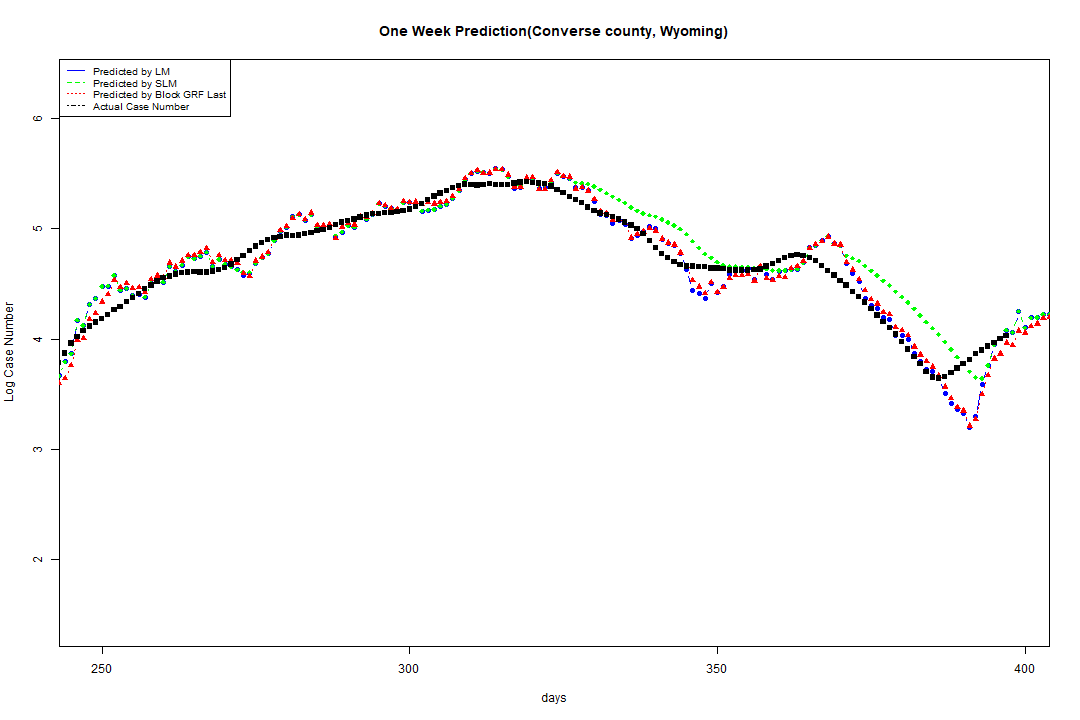 One Week Prediction(Converse county, Wyoming)
Predicted by LM
Predicted by SLM
Predicted by Block GRF Last
Actual Case Number
6
5
4
3
2
Log Case Number
250
300
350
400
days